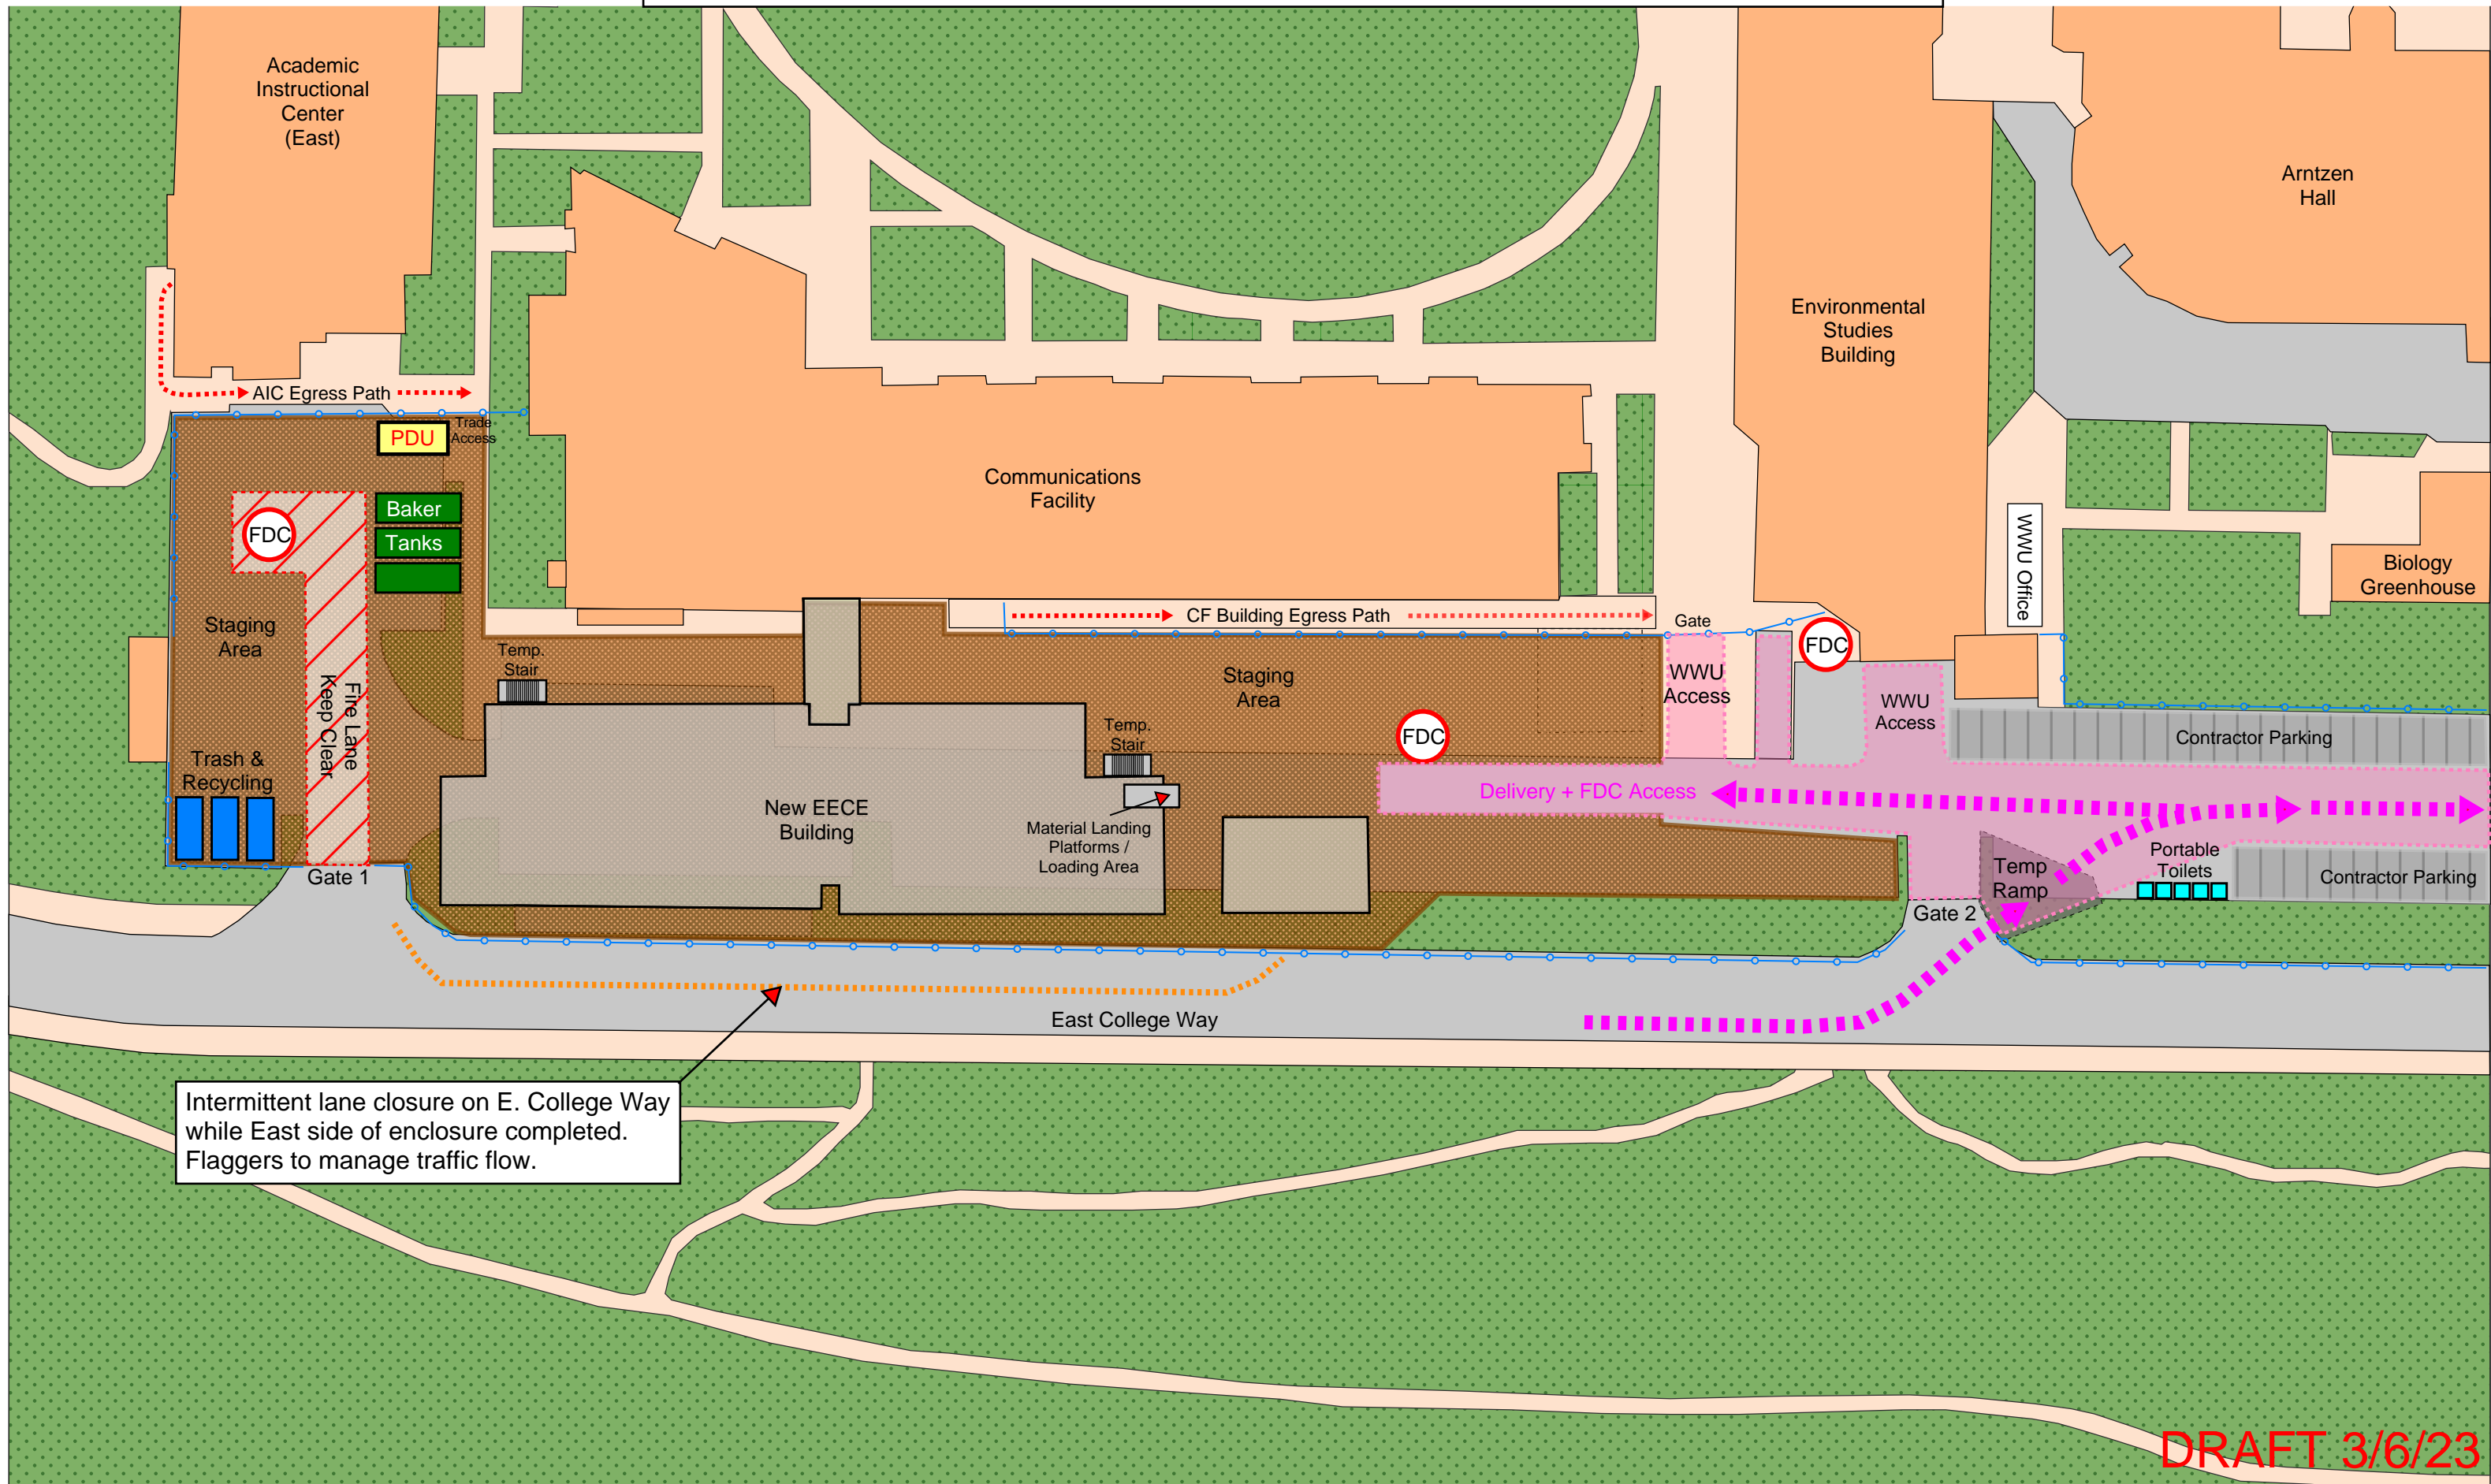 Academic
Instructional
Center
(East)
Arntzen
Hall
Environmental
Studies
Building
AIC Egress Path
PDU
Trade
Access
Communications
Facility
Baker
Tanks
FDC
WWU Office
Biology
Greenhouse
Staging
Area
Fire Lane
Keep Clear
CF Building Egress Path
Gate
FDC
Temp.
Stair
Staging
Area
WWU
Access
WWU
Access
Temp.
Stair
FDC
Contractor Parking
Trash &
Recycling
Delivery + FDC Access
New EECE
Building
Material Landing
Platforms /
Loading Area
Portable
Toilets
Temp
Ramp
Contractor Parking
Gate 1
Gate 2
East College Way
Intermittent lane closure on E. College Way
while East side of enclosure completed.
Flaggers to manage traffic flow.
DRAFT 3/6/23